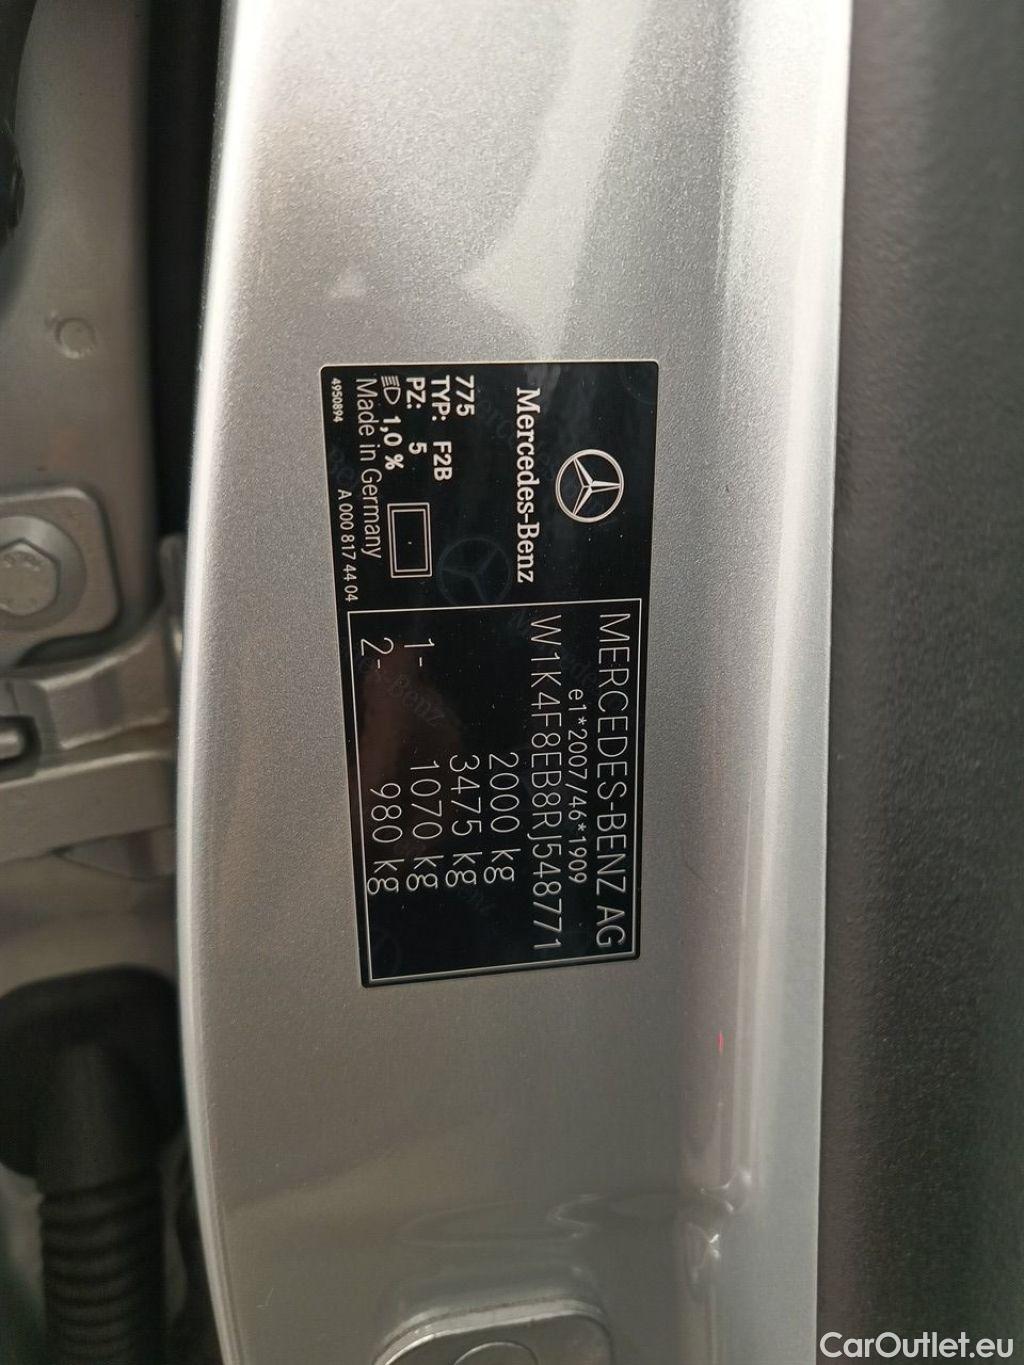 Mercedes-Benz
775
TYP: F2B
PZ: 5
1,0 %
Made in Germany
4950894
A 000 817 44 04
MERCEDES-BENZ AG
e1*2007/46*1909
W1K4F8EB8RJ548771
2000 kg
3475 kg
1- 1070 kg
2- 980 kg
CarOutlet.eu